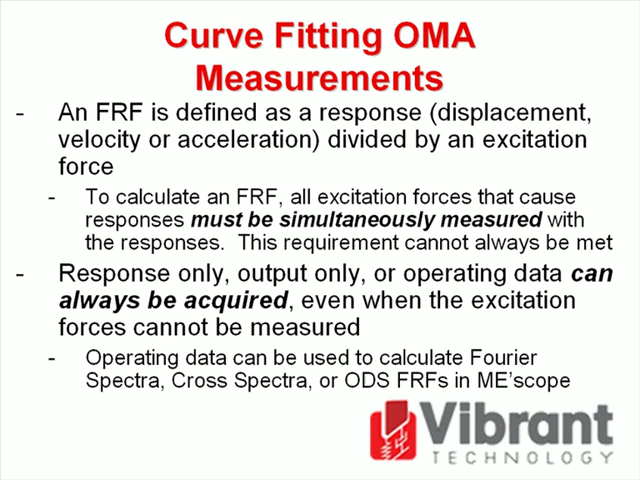 Curve Fitting OMA
Measurements
- An FRF is defined as a response (displacement,
velocity or acceleration) divided by an excitation
force
- To calculate an FRF, all excitation forces that cause
responses must be simultaneously measured with
the responses.  This requirement cannot always be met
- Response only, output only, or operating data can
always be acquired, even when the excitation
forces cannot be measured
- Operating data can be used to calculate Fourier
Spectra, Cross Spectra, or ODS FRFs in ME'scope
Vibrant
TECHNOLOGY